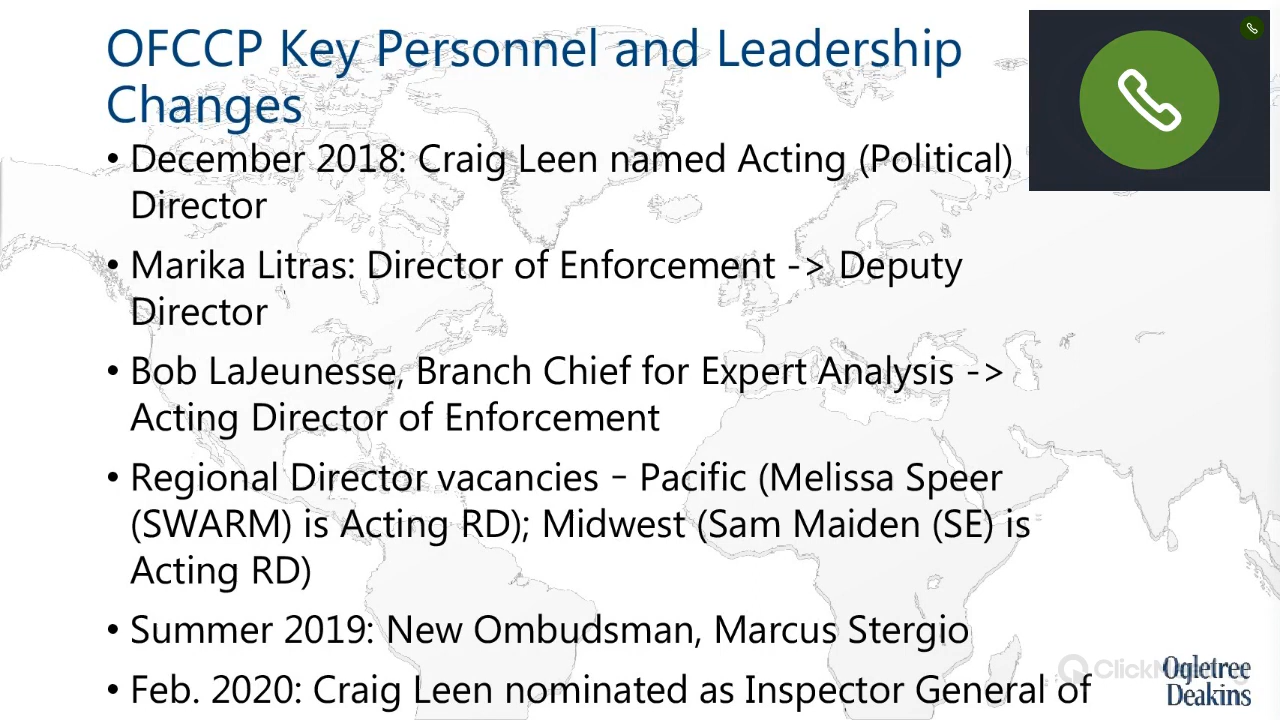 OFCCP Key Personnel and Leadership
Changes
• December 2018: Craig Leen named Acting (Political)
Director
• Marika Litras: Director of Enforcement -> Deputy
Director
• Bob LaJeunesse, Branch Chief for Expert Analysis ->
Acting Director of Enforcement
• Regional Director vacancies – Pacific (Melissa Speer
(SWARM) is Acting RD); Midwest (Sam Maiden (SE) is
Acting RD)
• Summer 2019: New Ombudsman, Marcus Stergio
• Feb. 2020: Craig Leen nominated as Inspector General of
Ogletree
Deakins